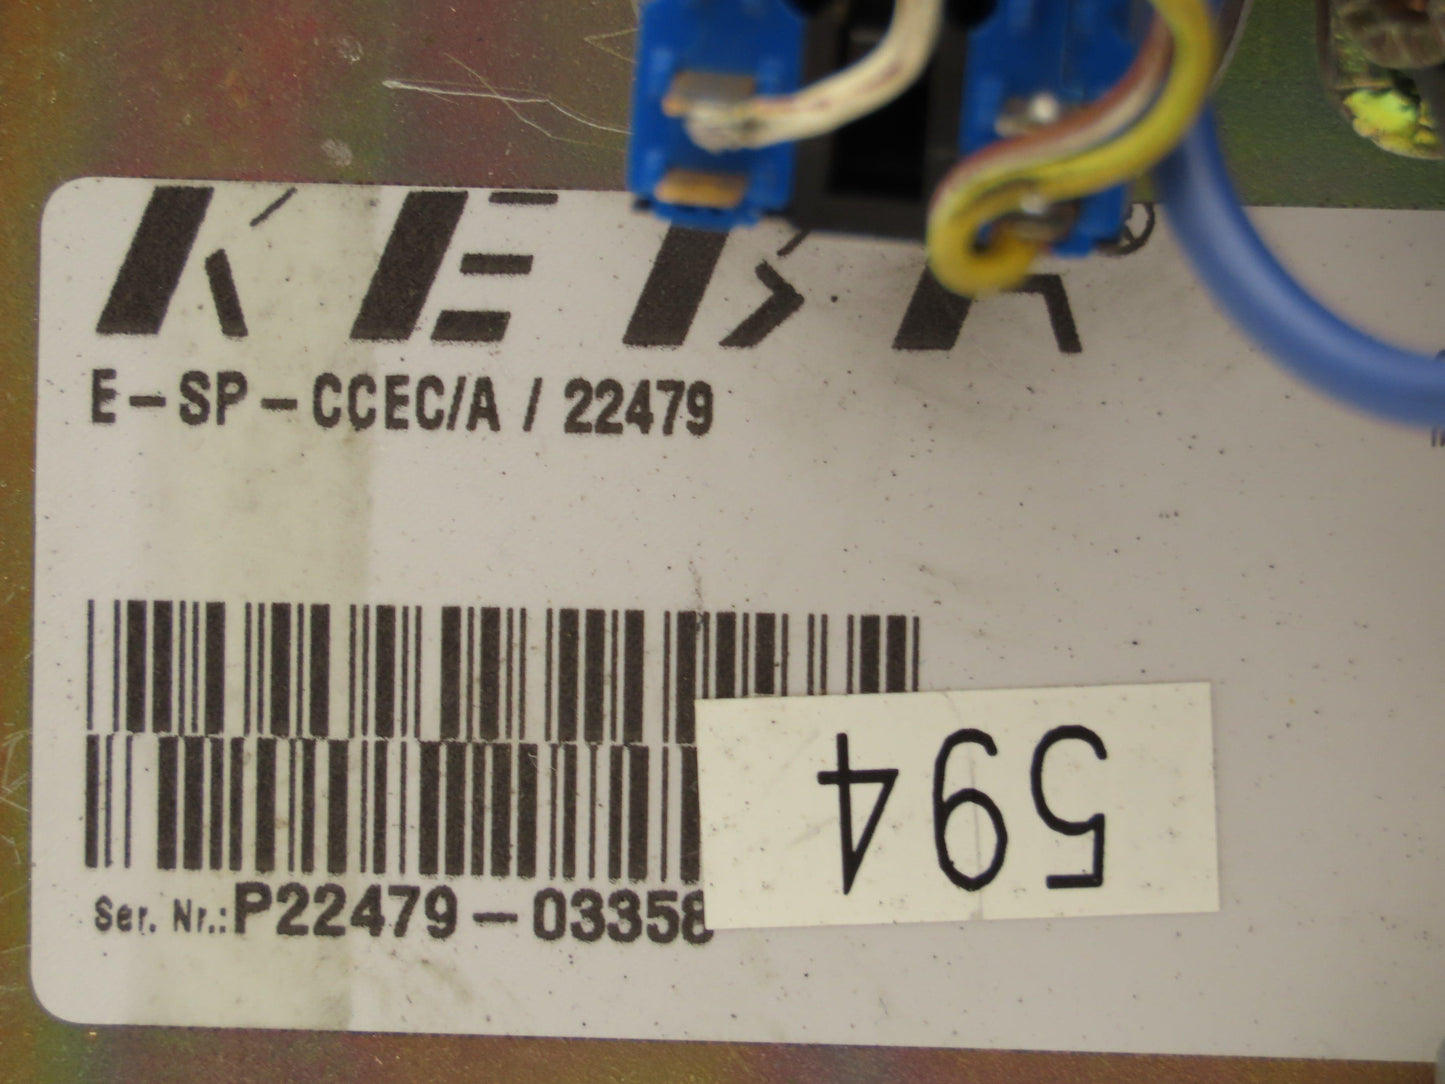 KEBA®
E-SP-CCEC/A / 22479
594
Ser. Nr.: P22479-03358